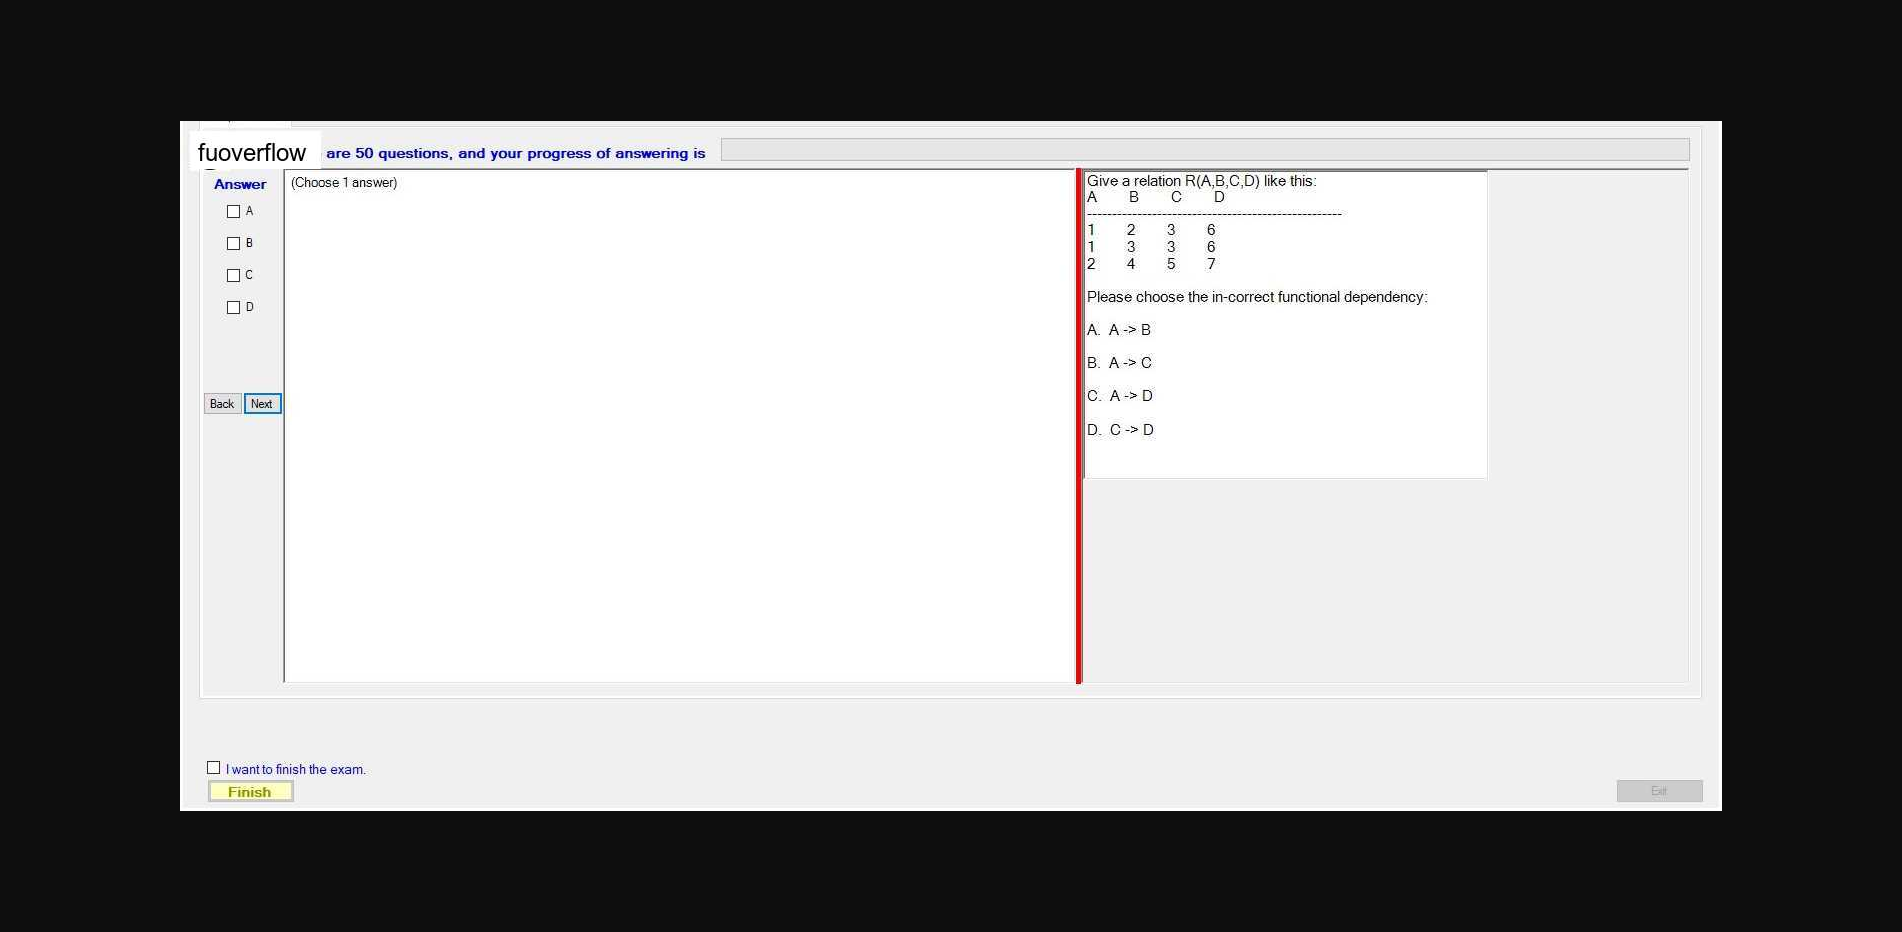 fuoverflow are 50 questions, and your progress of answering is
Answer
A
B
C
D
Back Next
(Choose 1 answer)
Give a relation R(A,B,C,D) like this:
A B C D
---------------------------------------------------
1 2 3 6
1 3 3 6
2 4 5 7
Please choose the in-correct functional dependency:
A. A -> B
B. A -> C
C. A -> D
D. C -> D
I want to finish the exam.
Finish
Exit